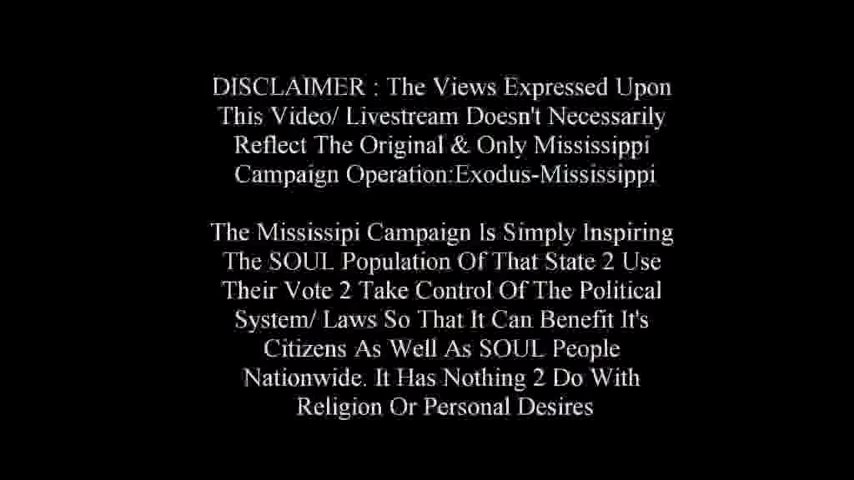 DISCLAIMER : The Views Expressed Upon
This Video/ Livestream Doesn't Necessarily
Reflect The Original & Only Mississippi
Campaign Operation:Exodus-Mississippi
The Mississipi Campaign Is Simply Inspiring
The SOUL Population Of That State 2 Use
Their Vote 2 Take Control Of The Political
System/ Laws So That It Can Benefit It's
Citizens As Well As SOUL People
Nationwide. It Has Nothing 2 Do With
Religion Or Personal Desires